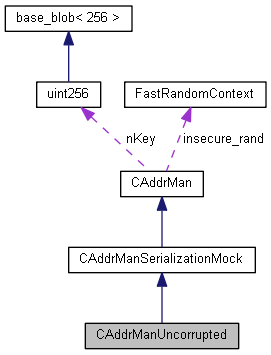 base_blob< 256 >
uint256
FastRandomContext
nKey
insecure_rand
CAddrMan
CAddrManSerializationMock
CAddrManUncorrupted